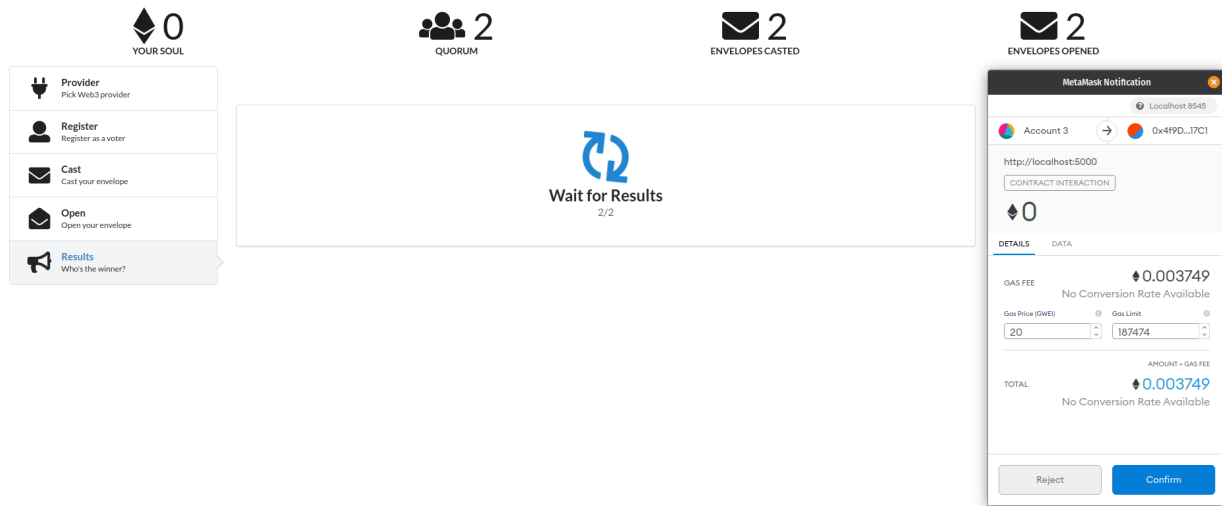 0
YOUR SOUL
2
QUORUM
2
ENVELOPES CASTED
2
ENVELOPES OPENED
Provider
Pick Web3 provider
Register
Register as a voter
Cast
Cast your envelope
Open
Open your envelope
Results
Who's the winner?
Wait for Results
2/2
MetaMask Notification
Localhost 8545
Account 3
0x4f9D...17C1
http://localhost:5000
CONTRACT INTERACTION
0
DETAILS DATA
GAS FEE
0.003749
No Conversion Rate Available
Gas Price (GWEI) Gas Limit
20 187474
AMOUNT + GAS FEE
TOTAL
0.003749
No Conversion Rate Available
Reject Confirm